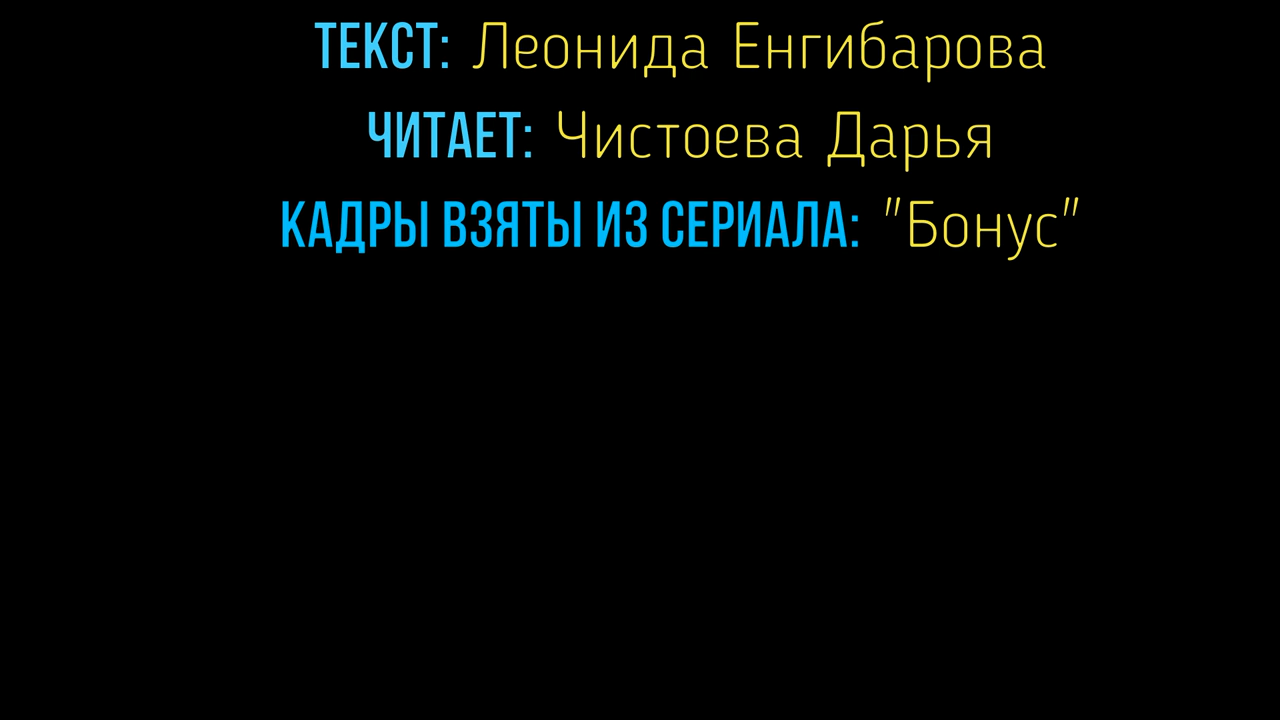 ТЕКСТ: Леонида Енгибарова
ЧИТАЕТ: Чистоева Дарья
КАДРЫ ВЗЯТЫ ИЗ СЕРИАЛА: "Бонус"